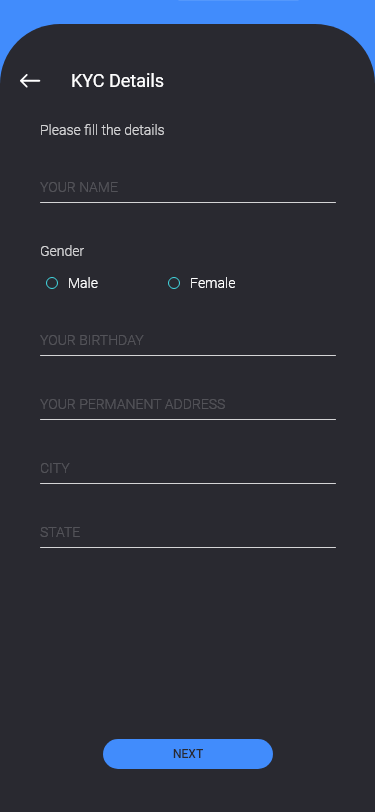 KYC Details
Please fill the details
YOUR NAME
Gender
Male Female
YOUR BIRTHDAY
YOUR PERMANENT ADDRESS
CITY
STATE
NEXT